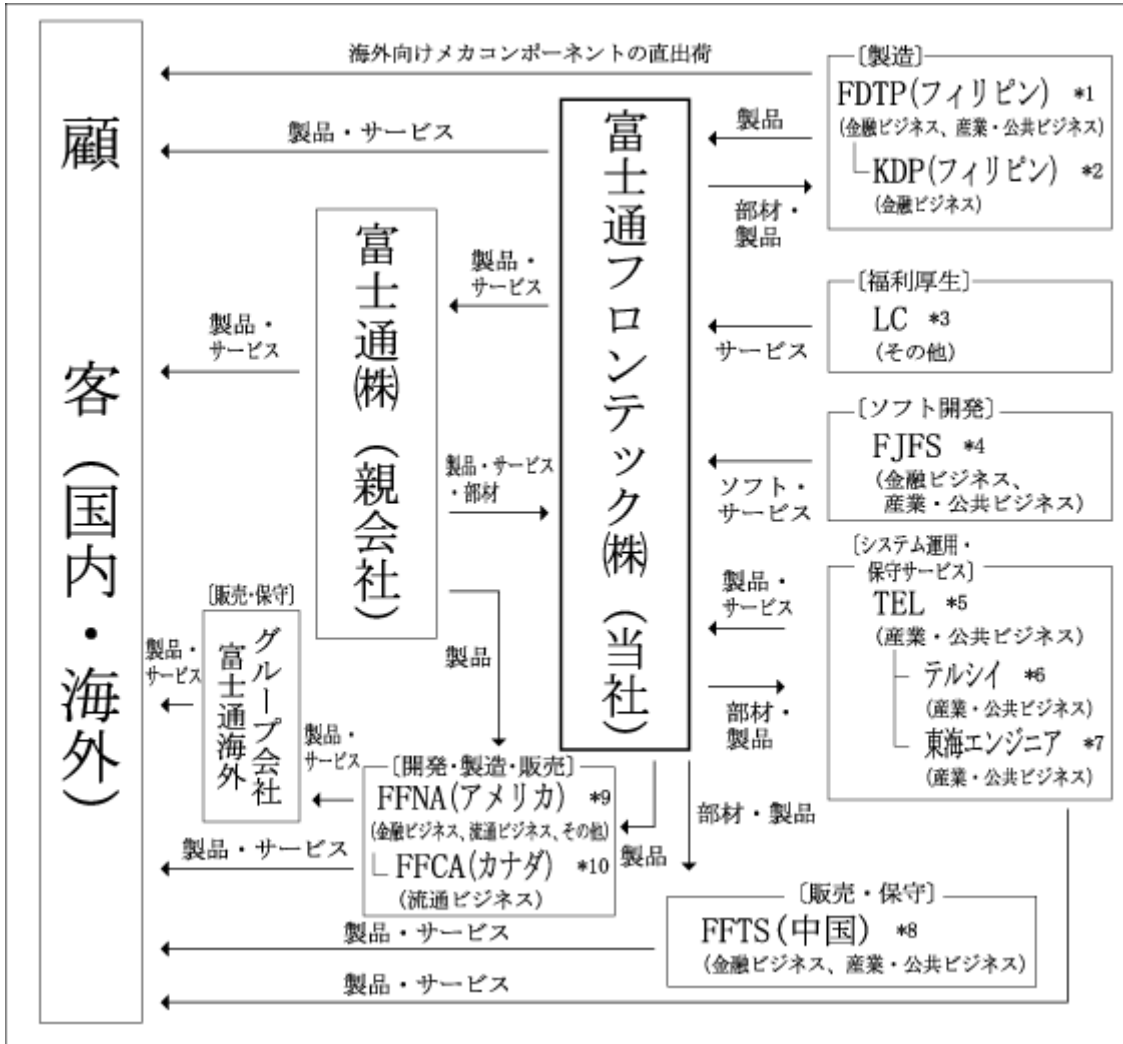 海外向けメカコンポーネントの直出荷
顧客(国内・海外)
製品・サービス
富士通フロンテック㈱(当社)
製品
部材・
製品
〔製造〕
FDTP(フィリピン) *1
(金融ビジネス、産業・公共ビジネス)
KDP(フィリピン) *2
(金融ビジネス)
富士通㈱(親会社)
製品・
サービス
製品・
サービス
サービス
〔福利厚生〕
LC *3
(その他)
製品・サービス
・部材
ソフト・
サービス
〔ソフト開発〕
FJFS *4
(金融ビジネス、
産業・公共ビジネス)
製品・
サービス
部材・
製品
〔システム運用・
保守サービス〕
TEL *5
(産業・公共ビジネス)
テルシイ *6
(産業・公共ビジネス)
東海エンジニア *7
(産業・公共ビジネス)
〔販売・保守〕
富士通海外
グループ会社
製品・
サービス
製品
製品・
サービス
〔開発・製造・販売〕
FFNA(アメリカ) *9
(金融ビジネス、流通ビジネス、その他)
FFCA(カナダ) *10
(流通ビジネス)
製品
部材・製品
製品・サービス
〔販売・保守〕
FFTS(中国) *8
(金融ビジネス、産業・公共ビジネス)
製品・サービス
製品・サービス